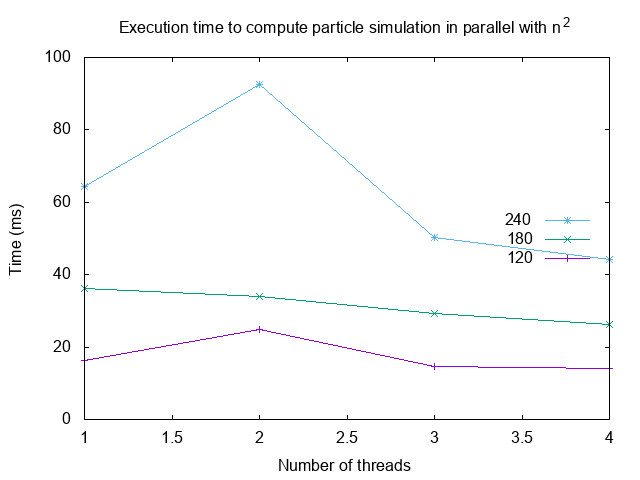 Execution time to compute particle simulation in parallel with n²
100
80
60
40
20
0
Time (ms)
240
180
120
1 1.5 2 2.5 3 3.5 4
Number of threads